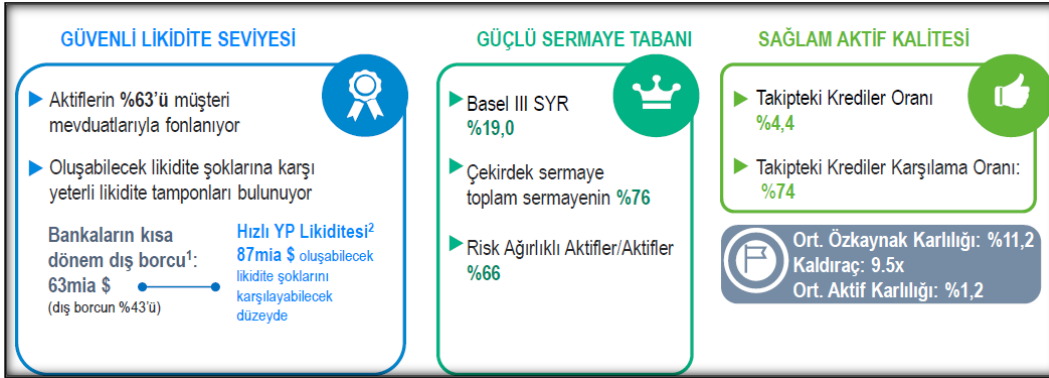 GÜVENLİ LİKİDİTE SEVİYESİ
Aktiflerin %63'ü müşteri
mevduatlarıyla fonlanıyor
Oluşabilecek likidite şoklarına karşı
yeterli likidite tamponları bulunuyor
Bankaların kısa
dönem dış borcu¹:
63mia $
(dış borcun %43'ü)
Hızlı YP Likiditesi²
87mia $ oluşabilecek
likidite şoklarını
karşılayabilecek
düzeyde
GÜÇLÜ SERMAYE TABANI
Basel III SYR
%19,0
Çekirdek sermaye
toplam sermayenin %76
Risk Ağırlıklı Aktifler/Aktifler
%66
SAĞLAM AKTİF KALİTESİ
Takipteki Krediler Oranı
%4,4
Takipteki Krediler Karşılama Oranı:
%74
Ort. Özkaynak Karlılığı: %11,2
Kaldıraç: 9.5x
Ort. Aktif Karlılığı: %1,2